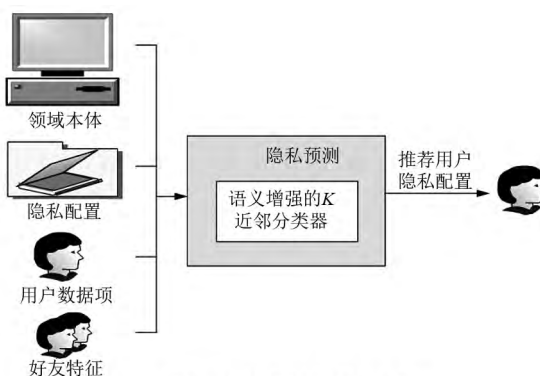 领域本体
隐私配置
用户数据项
好友特征
隐私预测
语义增强的K
近邻分类器
推荐用户
隐私配置